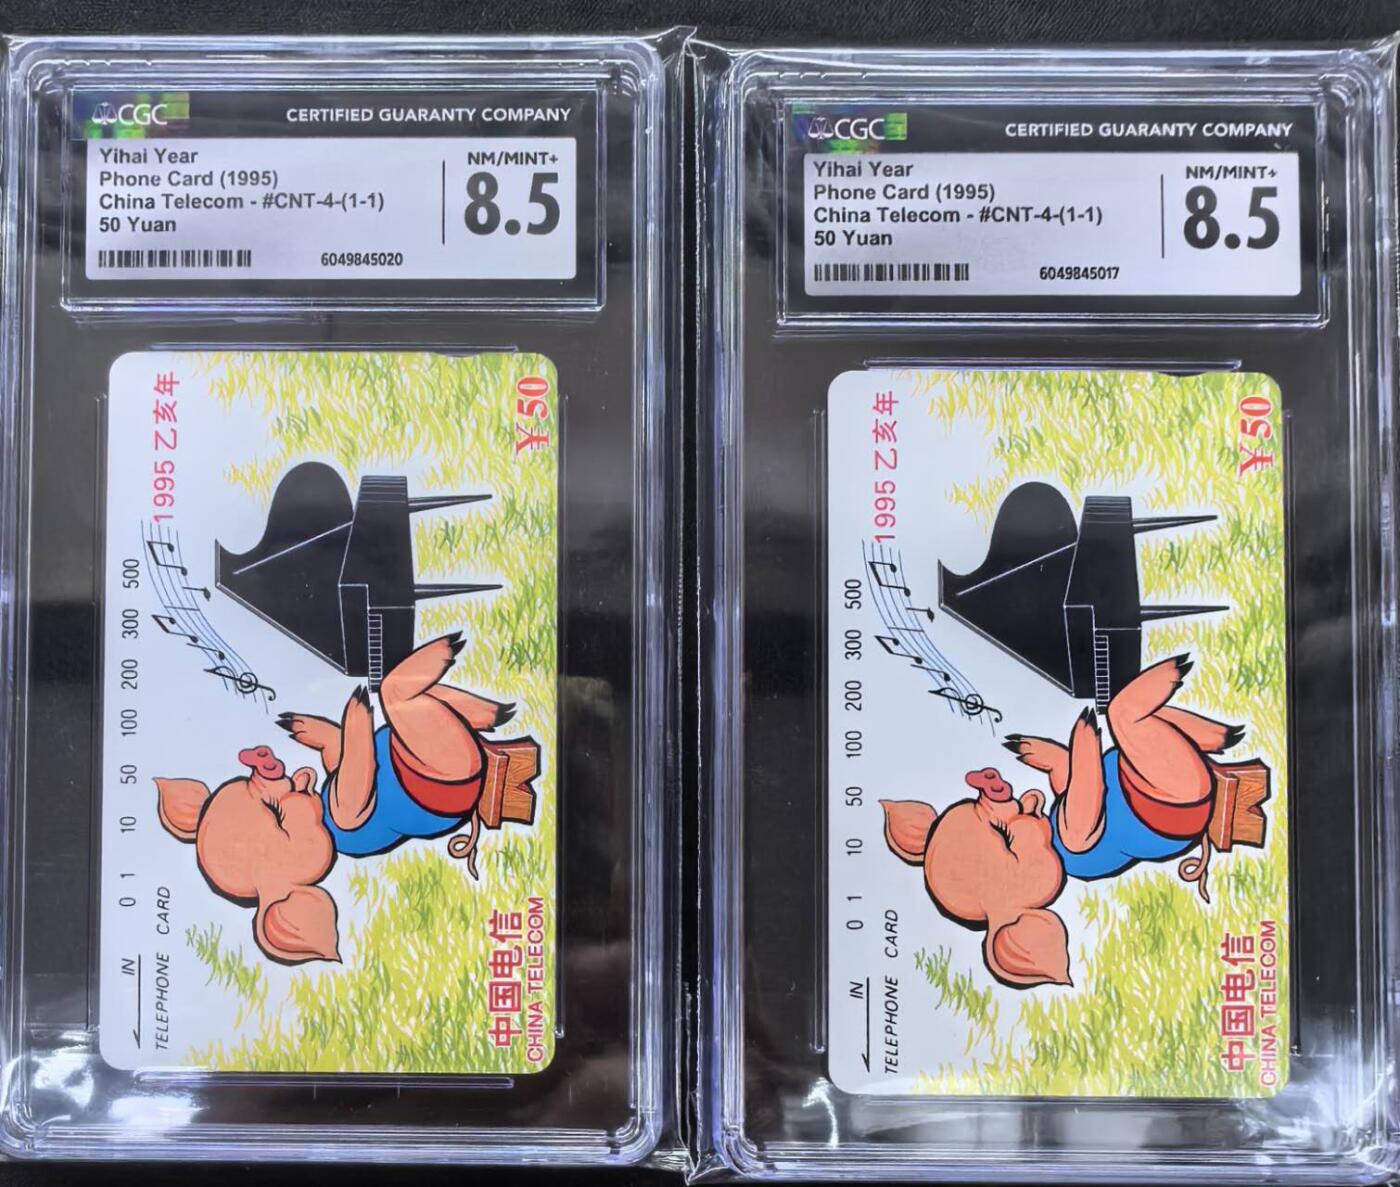 CGC
CERTIFIED GUARANTY COMPANY
Yihai Year
Phone Card (1995)
China Telecom - #CNT-4-(1-1)
50 Yuan
NM/MINT+
8.5
6049845020
1995 乙亥年
¥50
0 1 10 50 100 200 300 500
IN
TELEPHONE CARD
中国电信
CHINA TELECOM
CGC
CERTIFIED GUARANTY COMPANY
Yihai Year
Phone Card (1995)
China Telecom - #CNT-4-(1-1)
50 Yuan
NM/MINT+
8.5
6049845017
1995 乙亥年
¥50
0 1 10 50 100 200 300 500
IN
TELEPHONE CARD
中国电信
CHINA TELECOM